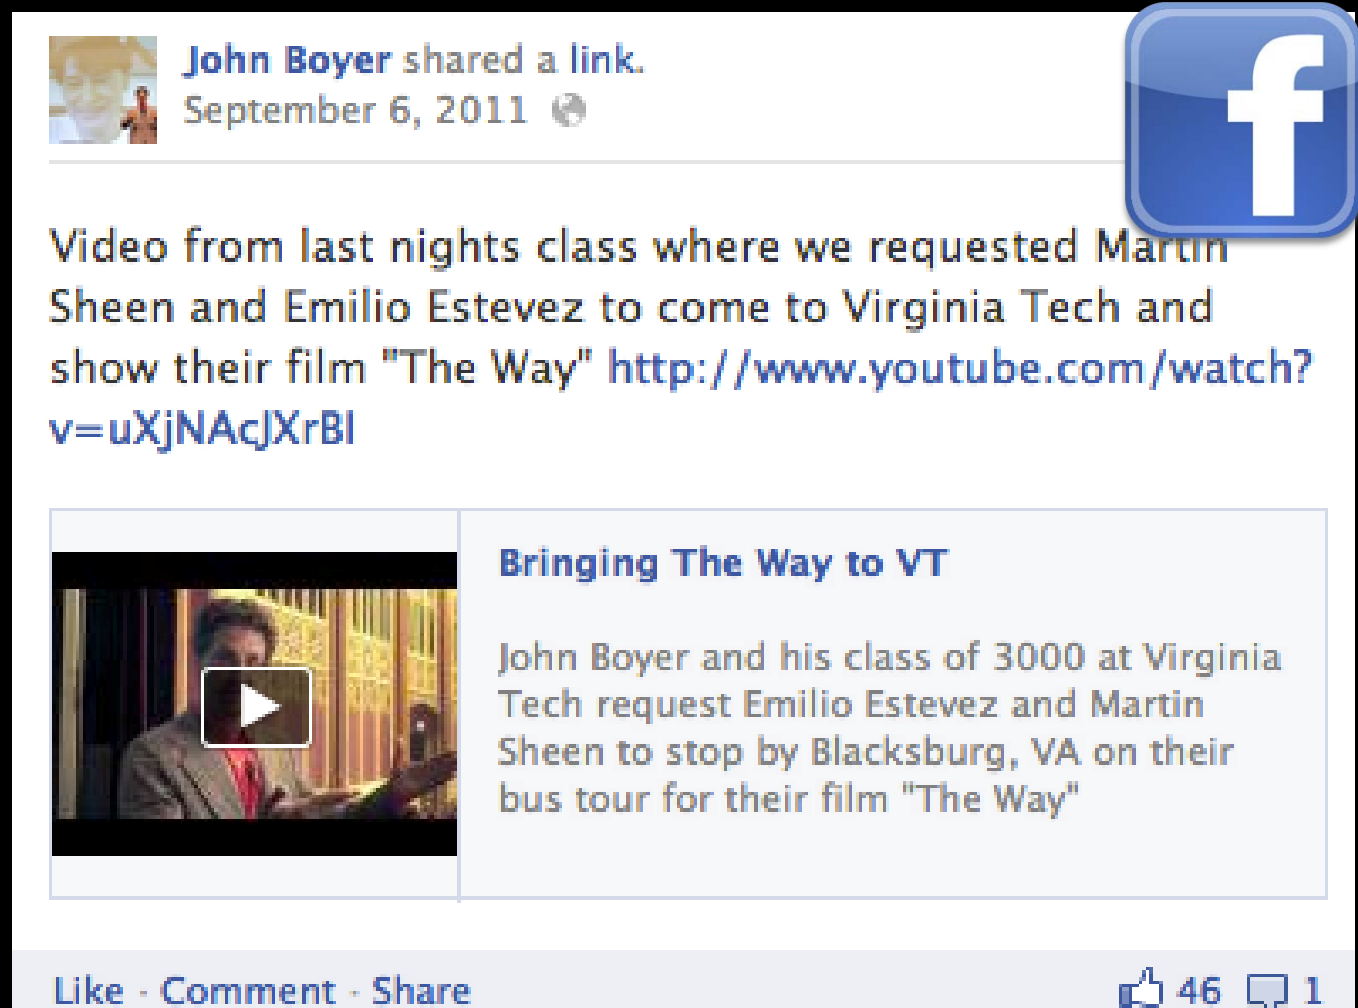 John Boyer shared a link.
September 6, 2011
Video from last nights class where we requested Martin
Sheen and Emilio Estevez to come to Virginia Tech and
show their film "The Way" http://www.youtube.com/watch?
v=uXjNAcJXrBI
Bringing The Way to VT
John Boyer and his class of 3000 at Virginia
Tech request Emilio Estevez and Martin
Sheen to stop by Blacksburg, VA on their
bus tour for their film "The Way"
Like · Comment · Share 46 1
f